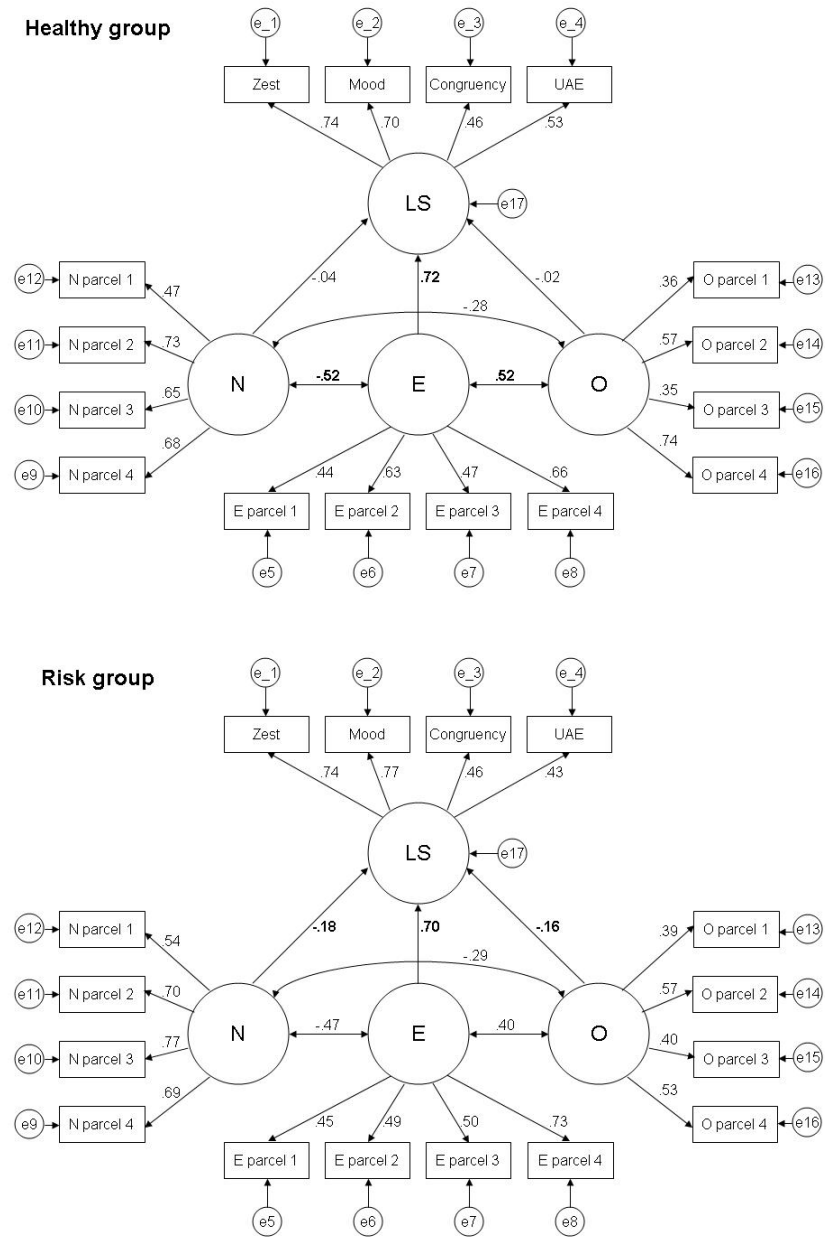 Healthy group
e_1 e_2 e_3 e_4
Zest Mood Congruency UAE
.74 .70 .46 .53
LS e17
-.04 .72 -.02
-.28
e12 N parcel 1 .47
e11 N parcel 2 .73
e10 N parcel 3 .65
e9 N parcel 4 .68
N -.52 E .52 O
.36 O parcel 1 e13
.57 O parcel 2 e14
.35 O parcel 3 e15
.74 O parcel 4 e16
.44 .63 .47 .66
E parcel 1 E parcel 2 E parcel 3 E parcel 4
e5 e6 e7 e8
Risk group
e_1 e_2 e_3 e_4
Zest Mood Congruency UAE
.74 .77 .46 .43
LS e17
-.18 .70 -.16
-.29
e12 N parcel 1 .54
e11 N parcel 2 .70
e10 N parcel 3 .77
e9 N parcel 4 .69
N -.47 E .40 O
.39 O parcel 1 e13
.57 O parcel 2 e14
.40 O parcel 3 e15
.53 O parcel 4 e16
.45 .49 .50 .73
E parcel 1 E parcel 2 E parcel 3 E parcel 4
e5 e6 e7 e8